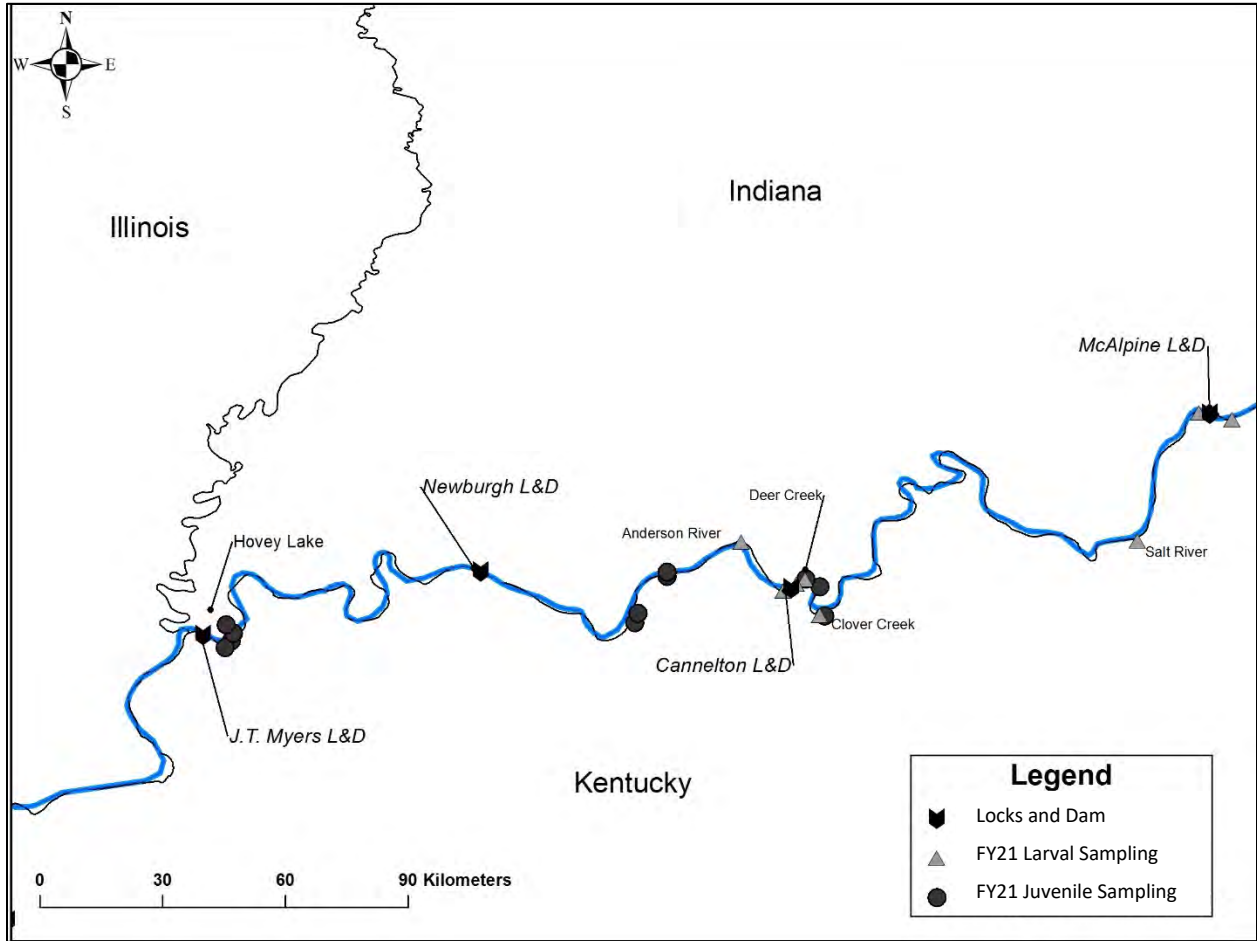 N
W
E
S
Illinois
Indiana
McAlpine L&D
Newburgh L&D
Deer Creek
Hovey Lake
Anderson River
Salt River
Clover Creek
Cannelton L&D
J.T. Myers L&D
Kentucky
Legend
Locks and Dam
FY21 Larval Sampling
FY21 Juvenile Sampling
0 30 60 90 Kilometers